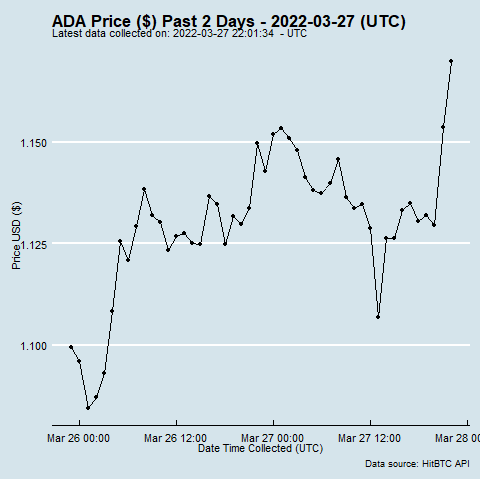 ADA Price ($) Past 2 Days - 2022-03-27 (UTC)
Latest data collected on: 2022-03-27 22:01:34 - UTC
1.150
1.125
1.100
Price USD ($)
Mar 26 00:00 Mar 26 12:00 Mar 27 00:00 Mar 27 12:00 Mar 28 00
Date Time Collected (UTC)
Data source: HitBTC API